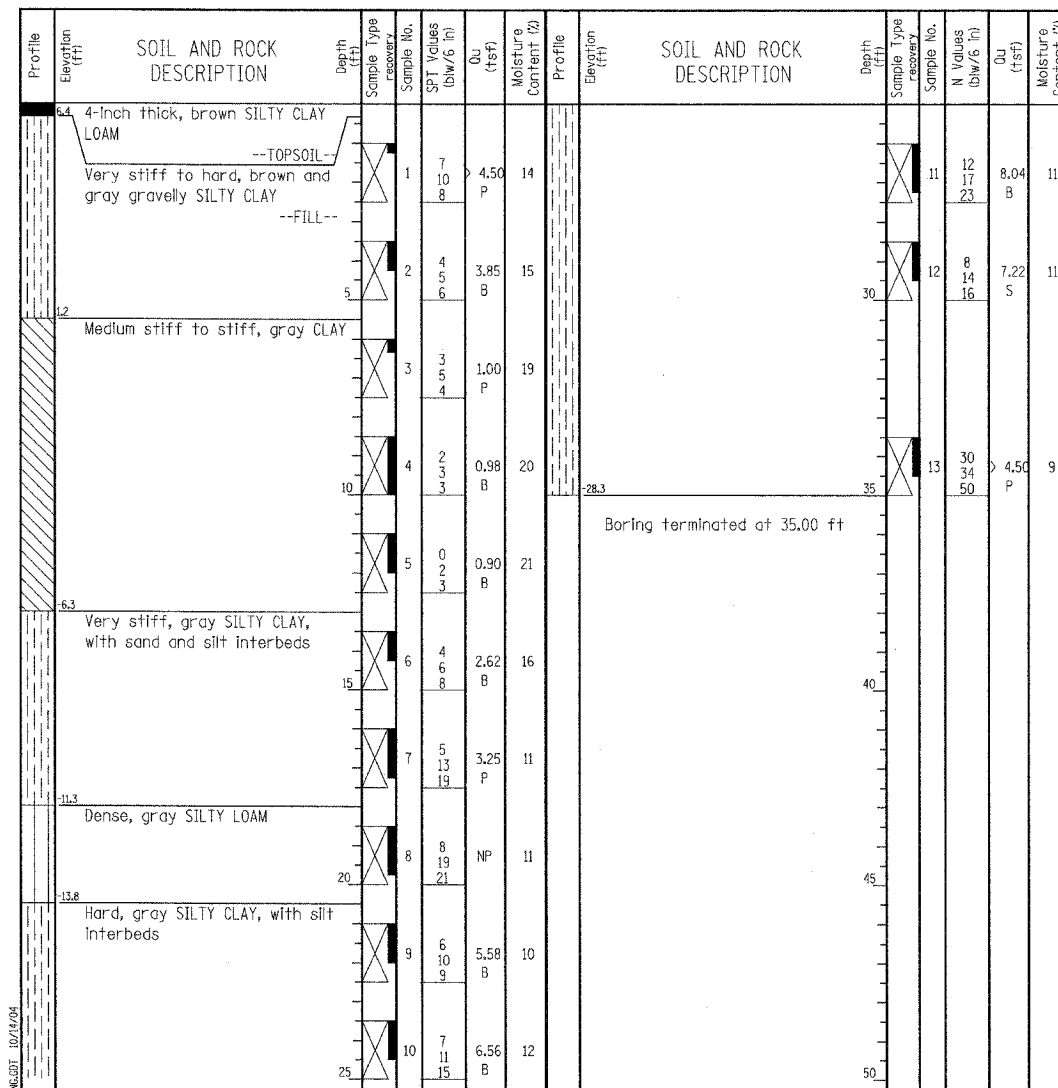 Profile
Elevation (ft)
SOIL AND ROCK
DESCRIPTION
Depth (ft)
Sample Type
recovery
Sample No.
SPT Values
(blw/6 in)
Qu
(tsf)
Moisture
Content (%)
6.4 4-inch thick, brown SILTY CLAY
LOAM
--TOPSOIL--
Very stiff to hard, brown and
gray gravelly SILTY CLAY
--FILL--
1 7 10 8 > 4.50 P 14
2 4 5 6 3.85 B 15
5
1.2
Medium stiff to stiff, gray CLAY
3 3 5 4 1.00 P 19
4 2 3 3 0.98 B 20
10
5 0 2 3 0.90 B 21
-6.3
Very stiff, gray SILTY CLAY,
with sand and silt interbeds
6 4 6 8 2.62 B 16
15
7 5 13 19 3.25 P 11
-11.3
Dense, gray SILTY LOAM
8 8 19 21 NP 11
20
-13.8
Hard, gray SILTY CLAY, with silt
interbeds
9 6 10 9 5.58 B 10
10 7 11 15 6.56 B 12
25
Profile
Elevation (ft)
SOIL AND ROCK
DESCRIPTION
Depth (ft)
Sample Type
recovery
Sample No.
N Values
(blw/6 in)
Qu
(tsf)
Moisture
Content (%)
11 12 17 23 8.04 B 11
12 8 14 16 7.22 S 11
30
13 30 34 50 > 4.50 P 9
-28.3
35
Boring terminated at 35.00 ft
40
45
50
NG.GDT 10/14/04